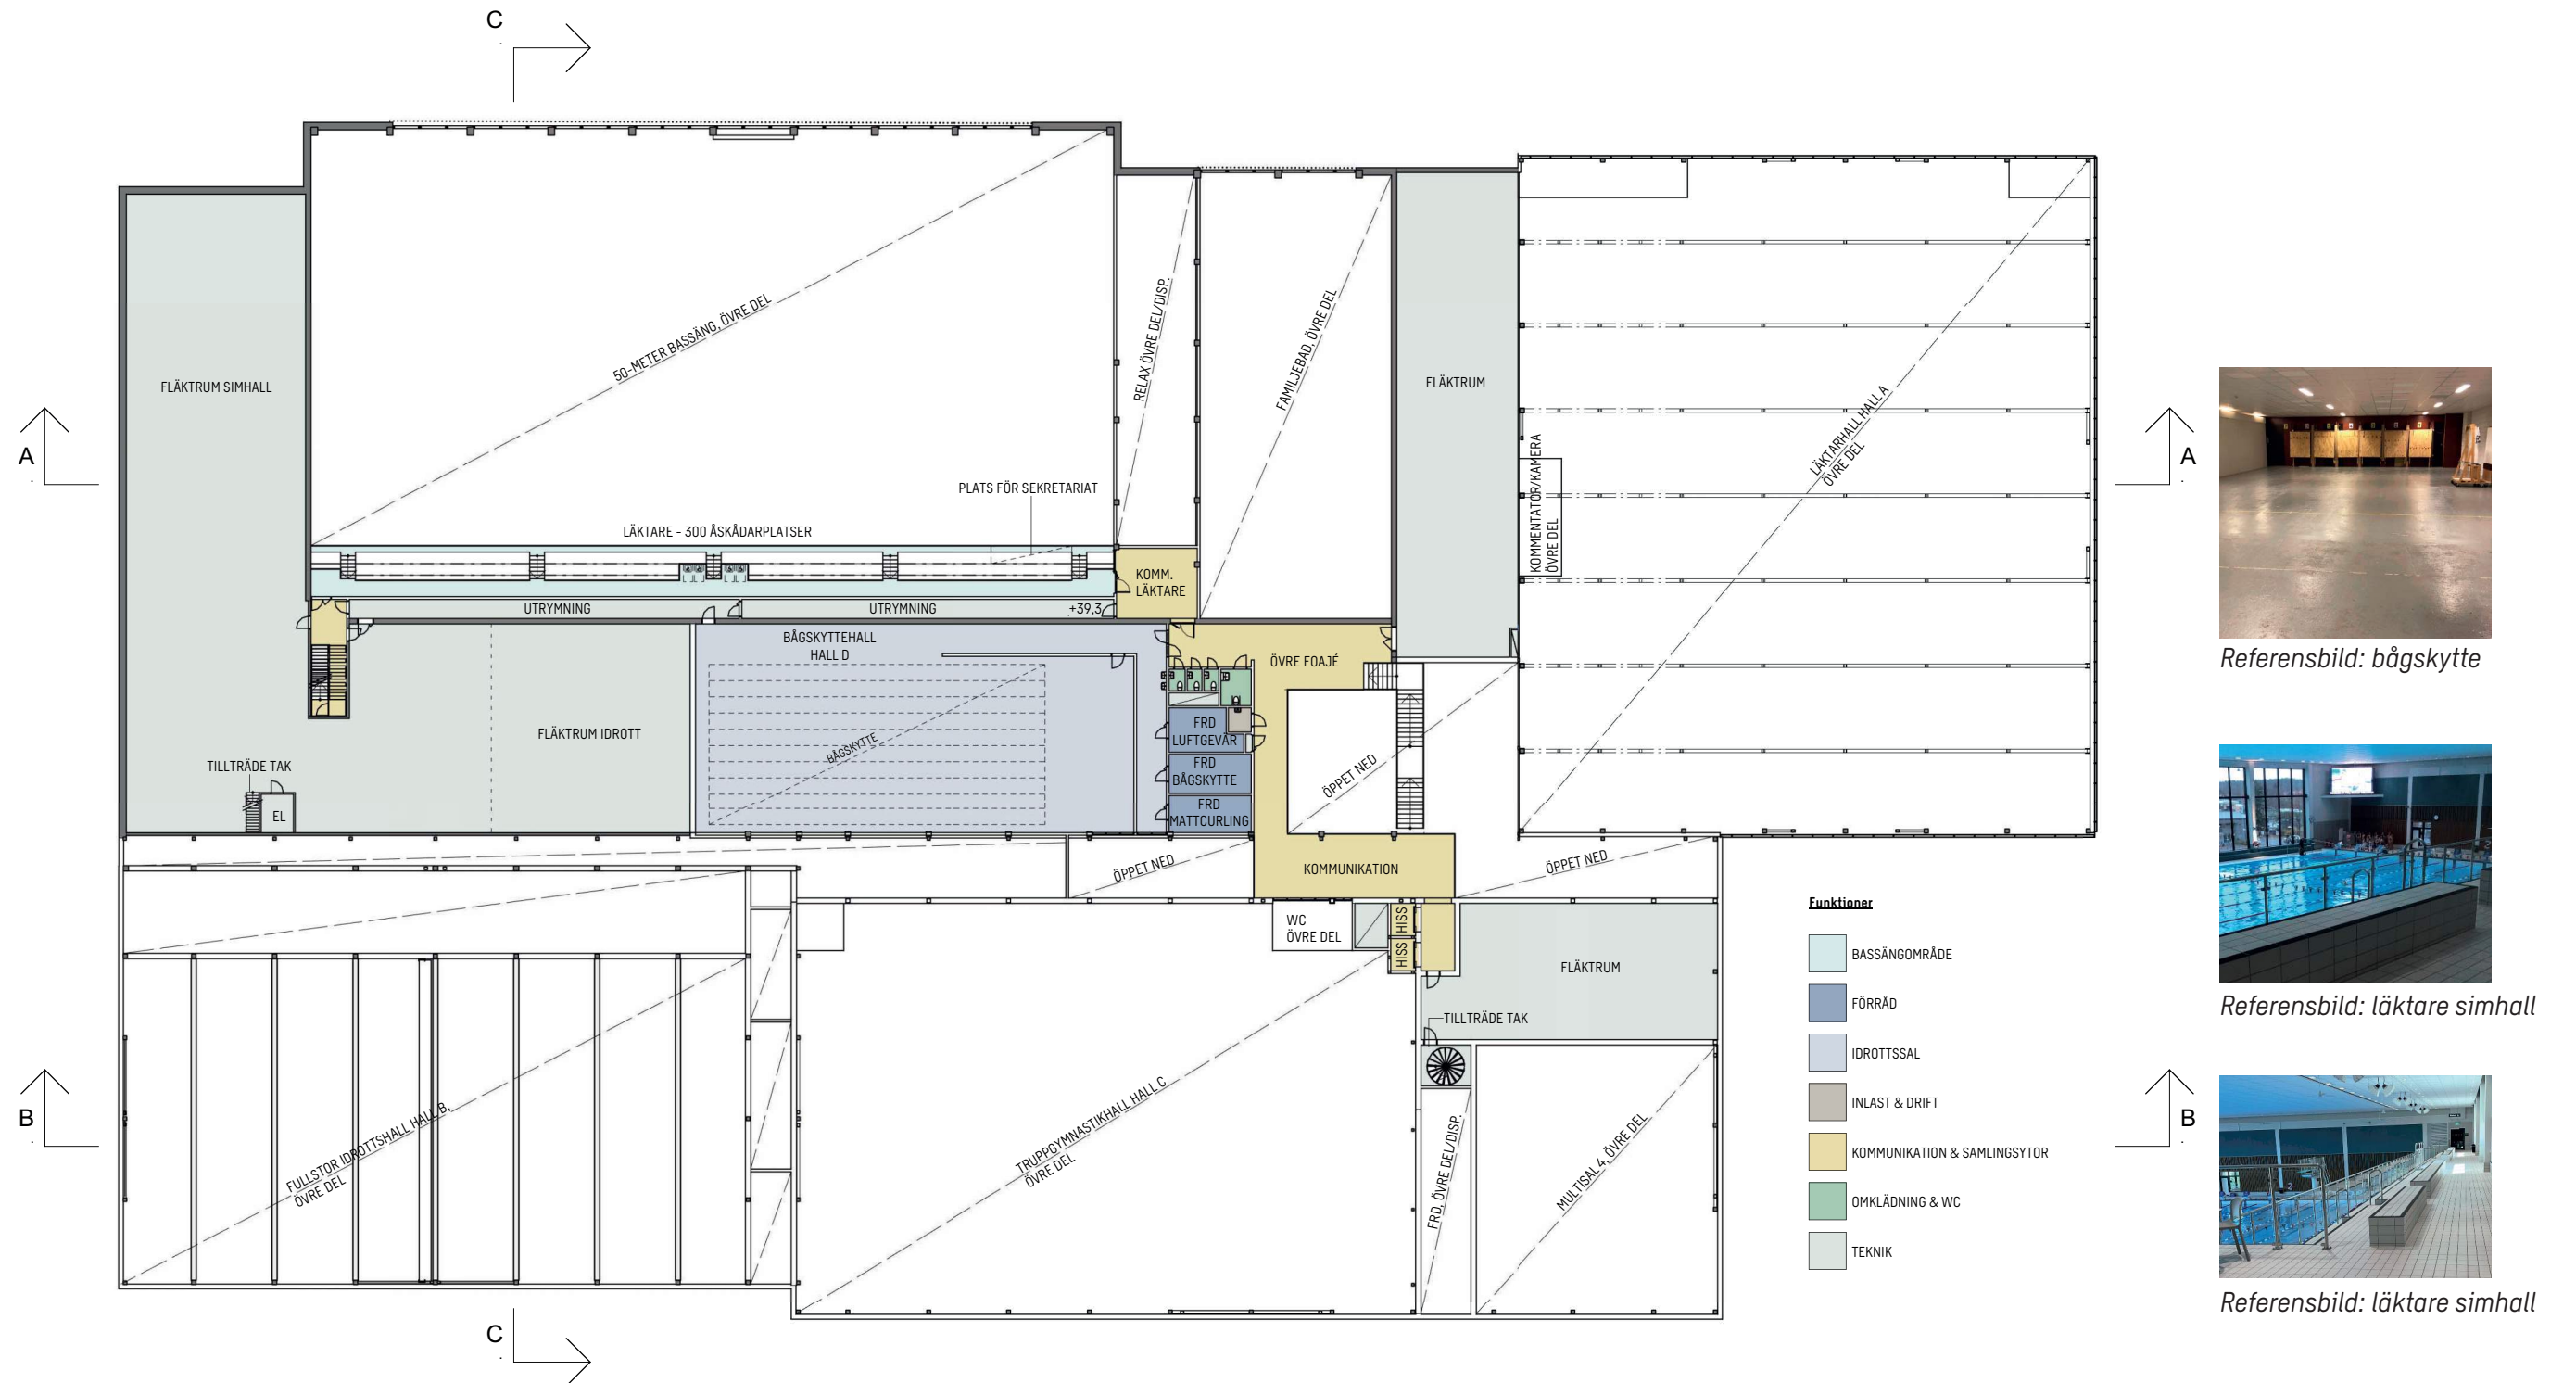 C
A
A
B
B
C
50-METER BASSÄNG, ÖVRE DEL
RELAX ÖVRE DEL/DISP.
FAMILJEBAD, ÖVRE DEL
FLÄKTRUM SIMHALL
FLÄKTRUM
LÄKTARHALL HALL A
ÖVRE DEL
KOMMENTATOR/KAMERA
ÖVRE DEL
PLATS FÖR SEKRETARIAT
LÄKTARE - 300 ÅSKÅDARPLATSER
KOMM.
LÄKTARE
UTRYMNING
UTRYMNING
+39,3
BÅGSKYTTEHALL
HALL D
ÖVRE FOAJÉ
FLÄKTRUM IDROTT
BÅGSKYTTE
FRD
LUFTGEVÄR
FRD
BÅGSKYTTE
FRD
MATTCURLING
TILLTRÄDE TAK
EL
ÖPPET NED
ÖPPET NED
KOMMUNIKATION
ÖPPET NED
WC
ÖVRE DEL
HISS
HISS
FLÄKTRUM
TILLTRÄDE TAK
FULLSTOR IDROTTSHALL HALL B,
ÖVRE DEL
TRUPPGYMNASTIKHALL HALL C
ÖVRE DEL
FRD, ÖVRE DEL/DISP.
MULTISAL 4, ÖVRE DEL
Funktioner
BASSÄNGOMRÅDE
FÖRRÅD
IDROTTSSAL
INLAST & DRIFT
KOMMUNIKATION & SAMLINGSYTOR
OMKLÄDNING & WC
TEKNIK
Referensbild: bågskytte
Referensbild: läktare simhall
Referensbild: läktare simhall